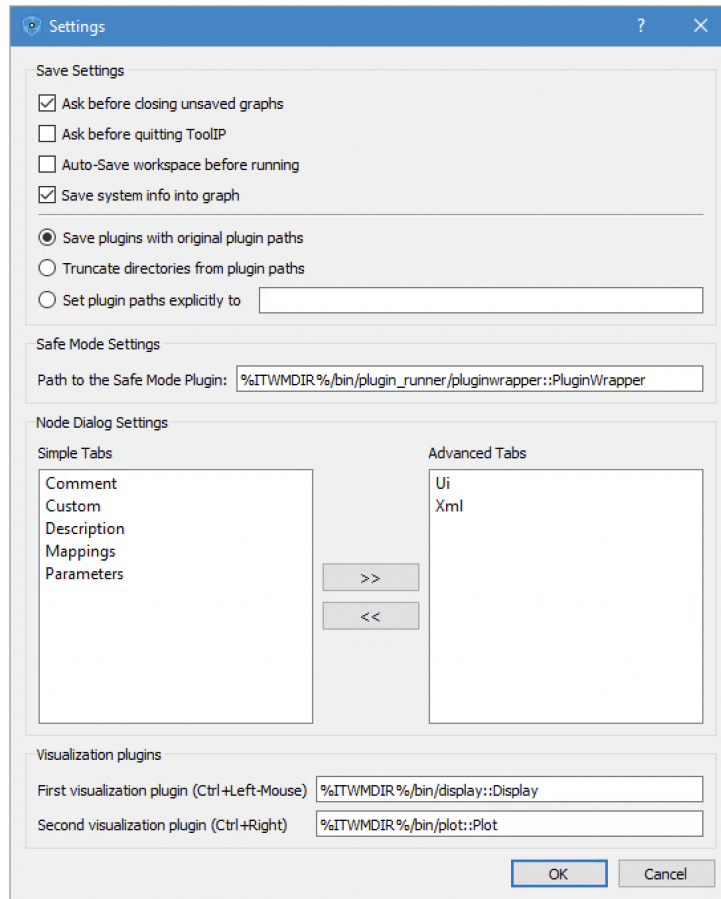 Settings
Save Settings
Ask before closing unsaved graphs
Ask before quitting ToolIP
Auto-Save workspace before running
Save system info into graph
Save plugins with original plugin paths
Truncate directories from plugin paths
Set plugin paths explicitly to
Safe Mode Settings
Path to the Safe Mode Plugin: %ITWMDIR%/bin/plugin_runner/pluginwrapper::PluginWrapper
Node Dialog Settings
Simple Tabs
Comment
Custom
Description
Mappings
Parameters
>>
<<
Advanced Tabs
Ui
Xml
Visualization plugins
First visualization plugin (Ctrl+Left-Mouse) %ITWMDIR%/bin/display::Display
Second visualization plugin (Ctrl+Right) %ITWMDIR%/bin/plot::Plot
OK Cancel